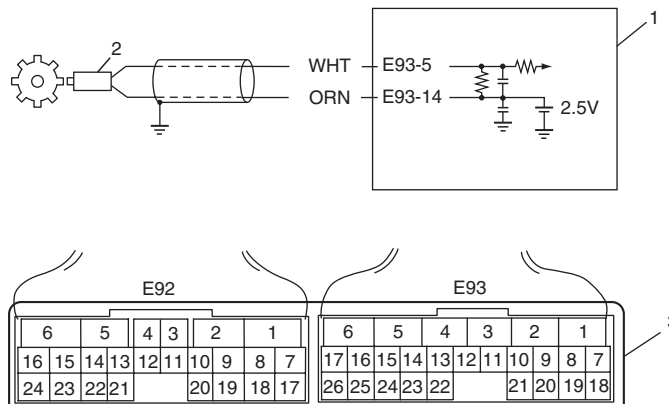 1
2
WHT E93-5
ORN E93-14
2.5V
E92 E93
3
6 5 4 3 2 1 6 5 4 3 2 1
16 15 14 13 12 11 10 9 8 7 17 16 15 14 13 12 11 10 9 8 7
24 23 22 21 20 19 18 17 26 25 24 23 22 21 20 19 18